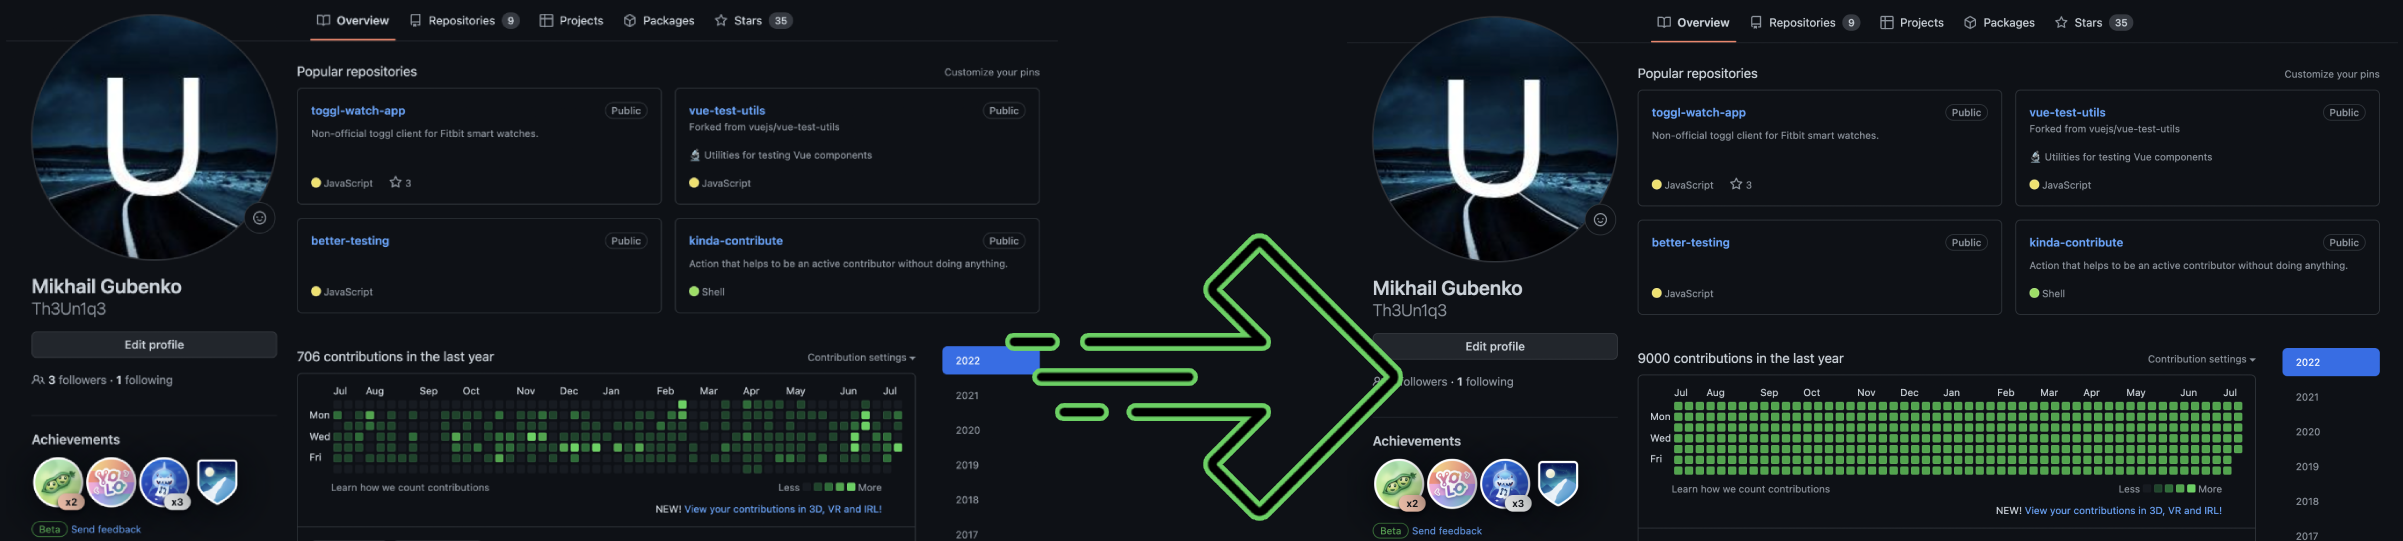 Overview Repositories 9 Projects Packages Stars 35
U
Mikhail Gubenko
Th3Un1q3
Edit profile
3 followers · 1 following
Achievements
YOLO
x2
x3
Beta Send feedback
Popular repositories
Customize your pins
toggl-watch-app Public
Non-official toggl client for Fitbit smart watches.
JavaScript 3
vue-test-utils Public
Forked from vuejs/vue-test-utils
Utilities for testing Vue components
JavaScript
better-testing Public
JavaScript
kinda-contribute Public
Action that helps to be an active contributor without doing anything.
Shell
706 contributions in the last year
Contribution settings
Jul Aug Sep Oct Nov Dec Jan Feb Mar Apr May Jun Jul
Mon
Wed
Fri
Learn how we count contributions
Less More
NEW! View your contributions in 3D, VR and IRL!
2022
2021
2020
2019
2018
2017
Overview Repositories 9 Projects Packages Stars 35
U
Mikhail Gubenko
Th3Un1q3
Edit profile
ollowers · 1 following
Achievements
YOLO
x2
x3
Beta Send feedback
Popular repositories
Customize your pins
toggl-watch-app Public
Non-official toggl client for Fitbit smart watches.
JavaScript 3
vue-test-utils Public
Forked from vuejs/vue-test-utils
Utilities for testing Vue components
JavaScript
better-testing Public
JavaScript
kinda-contribute Public
Action that helps to be an active contributor without doing anything.
Shell
9000 contributions in the last year
Contribution settings
Jul Aug Sep Oct Nov Dec Jan Feb Mar Apr May Jun Jul
Mon
Wed
Fri
Learn how we count contributions
Less More
NEW! View your contributions in 3D, VR and IRL!
2022
2021
2020
2019
2018
2017